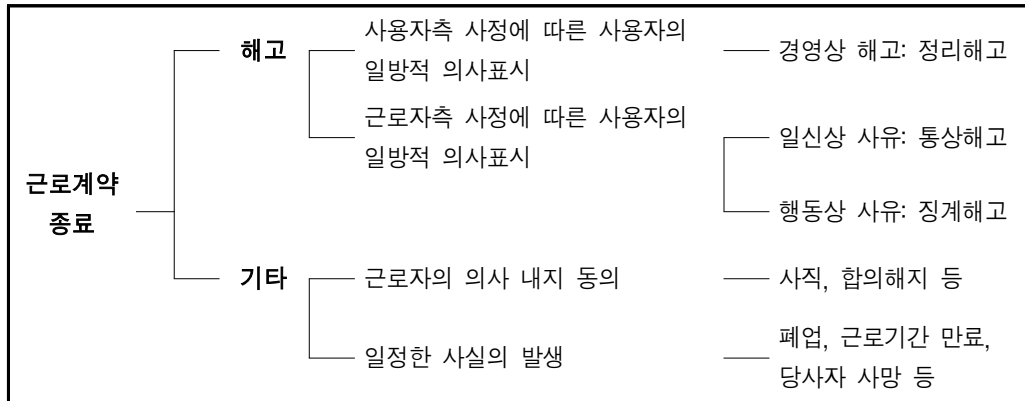 근로계약
종료
해고
사용자측 사정에 따른 사용자의
일방적 의사표시
경영상 해고: 정리해고
근로자측 사정에 따른 사용자의
일방적 의사표시
일신상 사유: 통상해고
행동상 사유: 징계해고
기타
근로자의 의사 내지 동의
사직, 합의해지 등
일정한 사실의 발생
폐업, 근로기간 만료,
당사자 사망 등